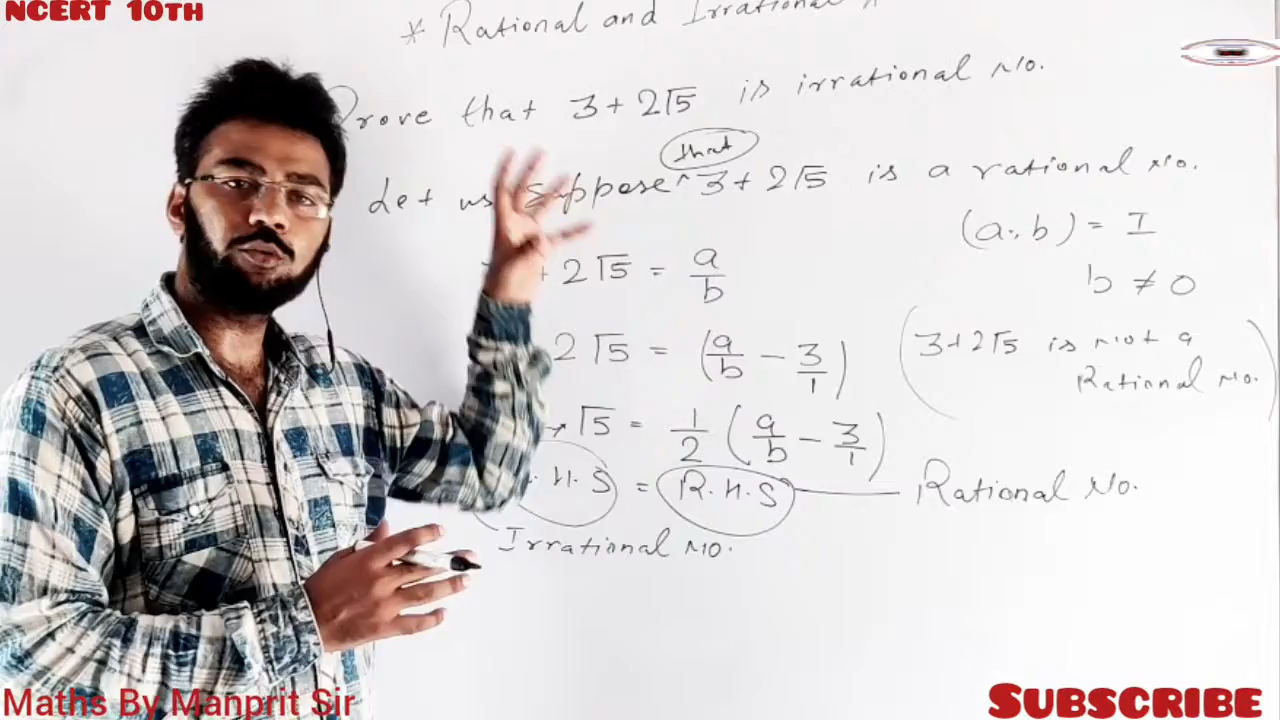 NCERT 10TH
* Rational and Irrational
Prove that 3 + 2√5 is irrational No.
Let us Suppose ^ that 3 + 2√5 is a rational No.
+ 2√5 = a/b
(a, b) = I
b ≠ 0
2√5 = (a/b - 3/1)
(3+2√5 is not a
Rational No.)
√5 = 1/2 (a/b - 3/1)
. H. S = R. H. S — Rational No.
Irrational No.
Maths By Manprit Sir
SUBSCRIBE